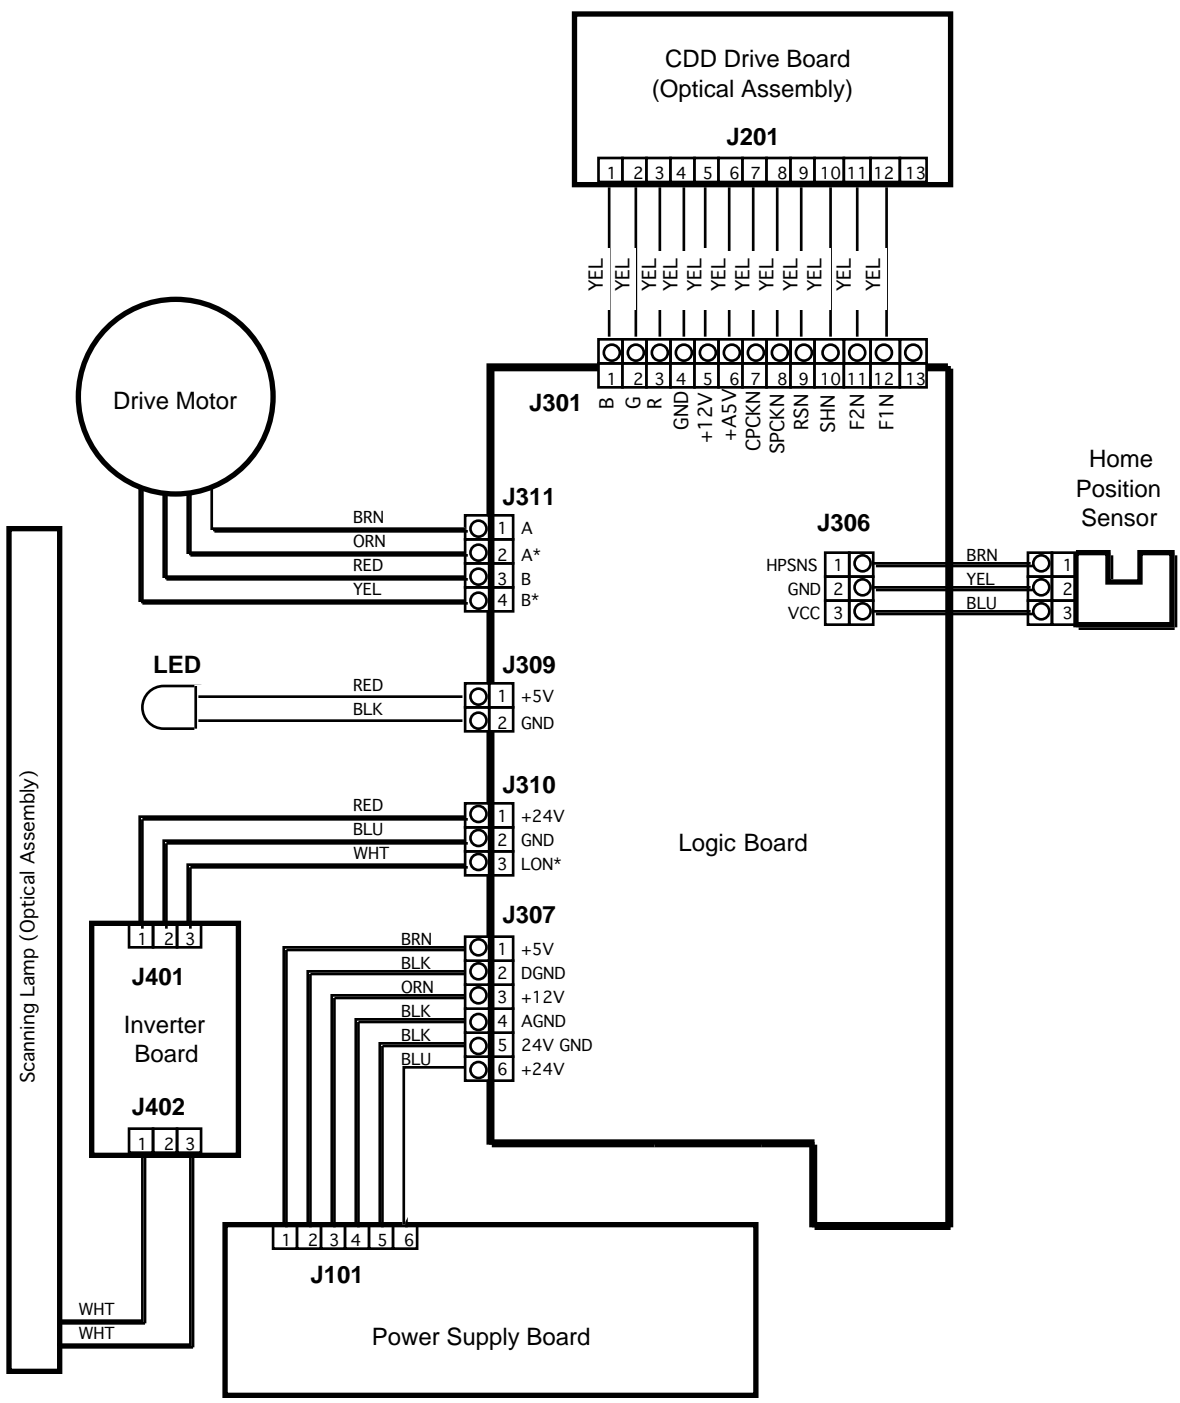 CDD Drive Board
(Optical Assembly)
J201
1 2 3 4 5 6 7 8 9 10 11 12 13
YEL YEL YEL YEL YEL YEL YEL YEL YEL YEL YEL YEL
1 2 3 4 5 6 7 8 9 10 11 12 13
J301
B G R GND +12V +A5V CPCKN SPCKN RSN SHN F2N F1N
Drive Motor
J311
BRN 1 A
ORN 2 A*
RED 3 B
YEL 4 B*
Home
Position
Sensor
J306
HPSNS 1 BRN 1
GND 2 YEL 2
VCC 3 BLU 3
LED
J309
RED 1 +5V
BLK 2 GND
J310
RED 1 +24V
BLU 2 GND
WHT 3 LON*
Logic Board
Scanning Lamp (Optical Assembly)
J307
BRN 1 +5V
BLK 2 DGND
ORN 3 +12V
BLK 4 AGND
BLK 5 24V GND
BLU 6 +24V
1 2 3
J401
Inverter
Board
J402
1 2 3
WHT
WHT
1 2 3 4 5 6
J101
Power Supply Board